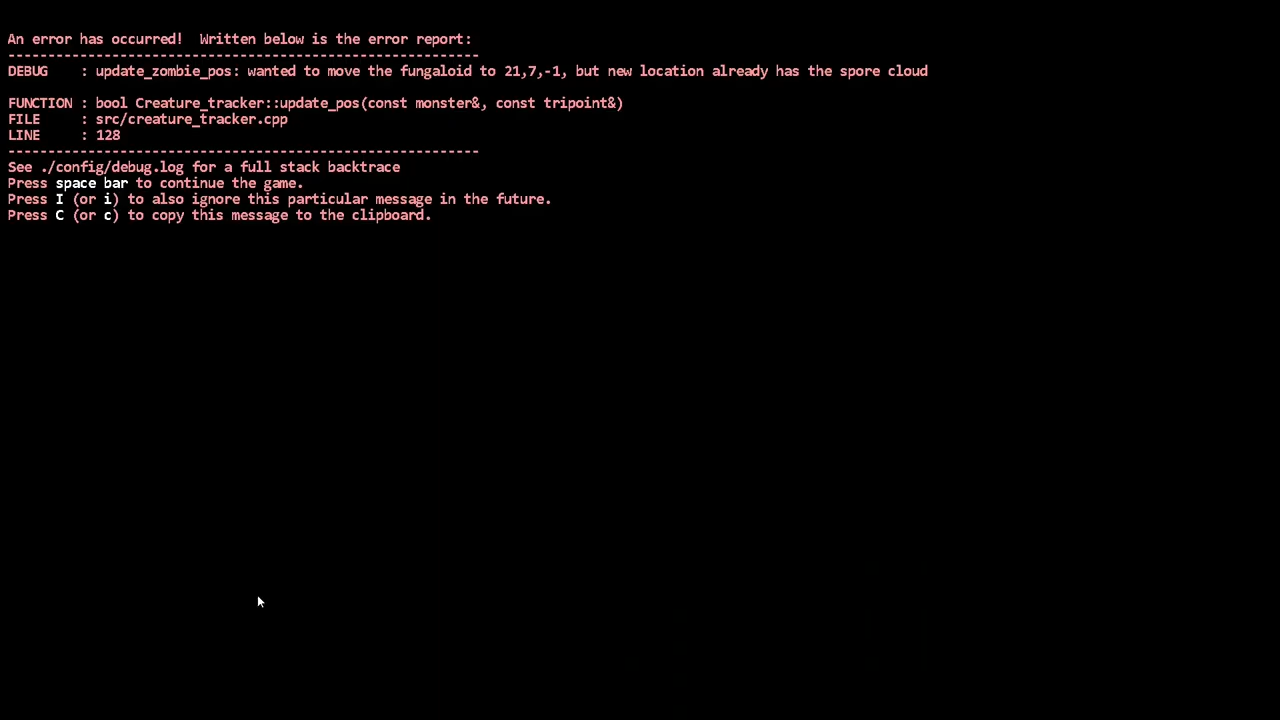 An error has occurred!  Written below is the error report:
-----------------------------------------------------------
DEBUG    : update_zombie_pos: wanted to move the fungaloid to 21,7,-1, but new location already has the spore cloud
FUNCTION : bool Creature_tracker::update_pos(const monster&, const tripoint&)
FILE     : src/creature_tracker.cpp
LINE     : 128
-----------------------------------------------------------
See ./config/debug.log for a full stack backtrace
Press space bar to continue the game.
Press I (or i) to also ignore this particular message in the future.
Press C (or c) to copy this message to the clipboard.